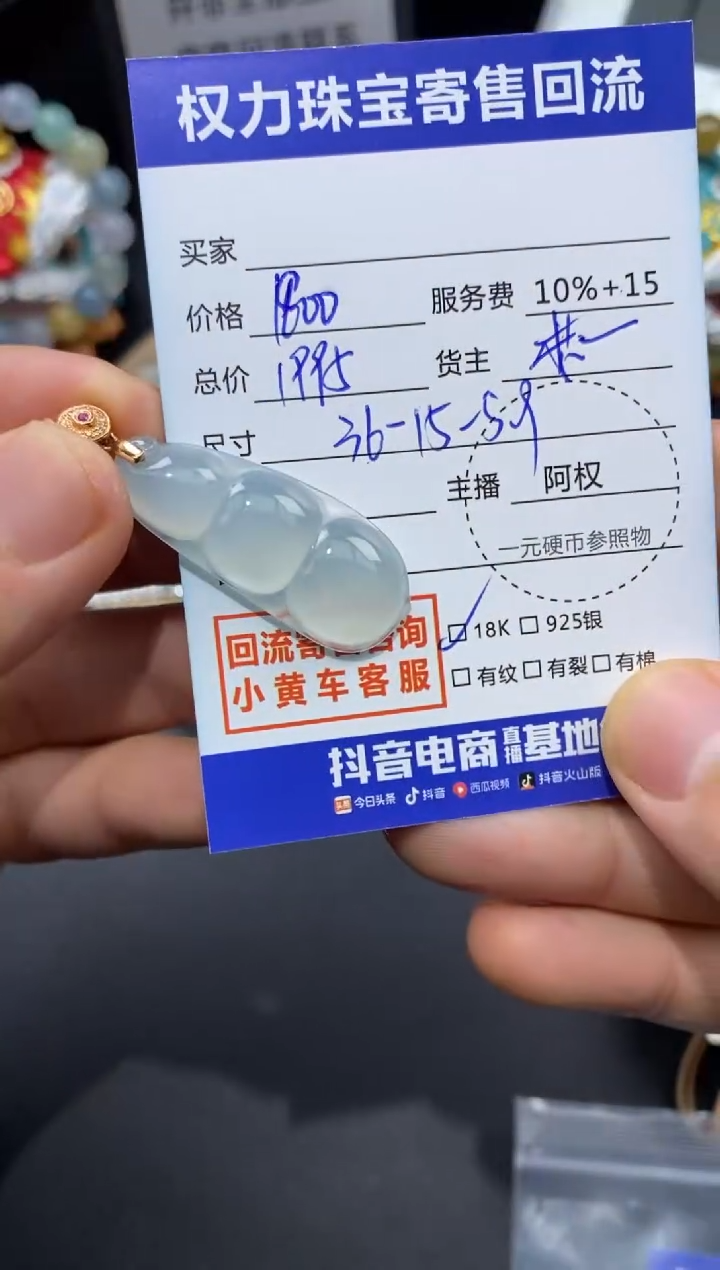 权力珠宝寄售回流
买家
价格 1800 服务费 10%+15
总价 1995 货主
尺寸 36-15-5.9
主播 阿权
一元硬币参照物
回流寄售咨询
小黄车客服
☑ 18K ☐ 925银
☐ 有纹 ☐ 有裂 ☐ 有棉
抖音电商直播基地
今日头条 抖音 西瓜视频 抖音火山版